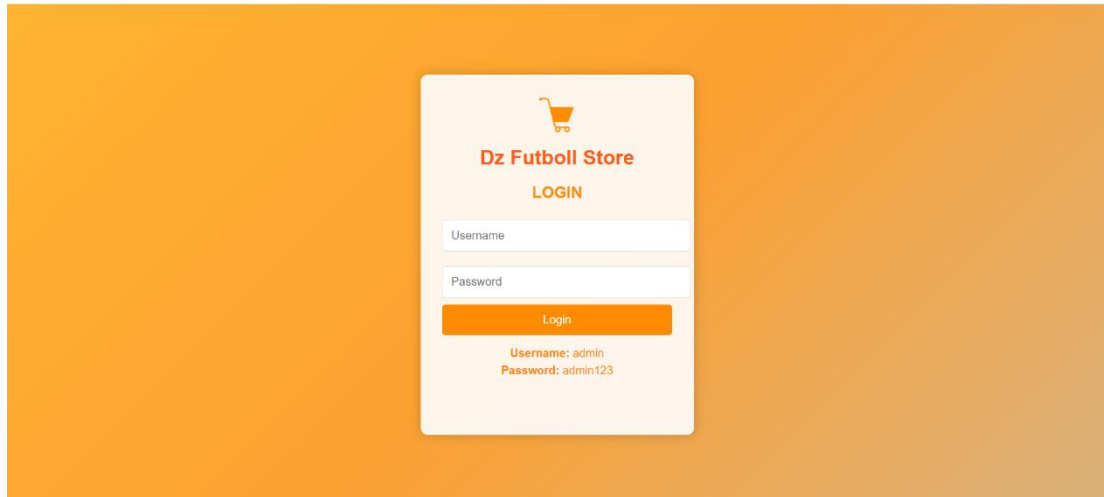 Dz Futboll Store
LOGIN
Username
Password
Login
Username: admin
Password: admin123